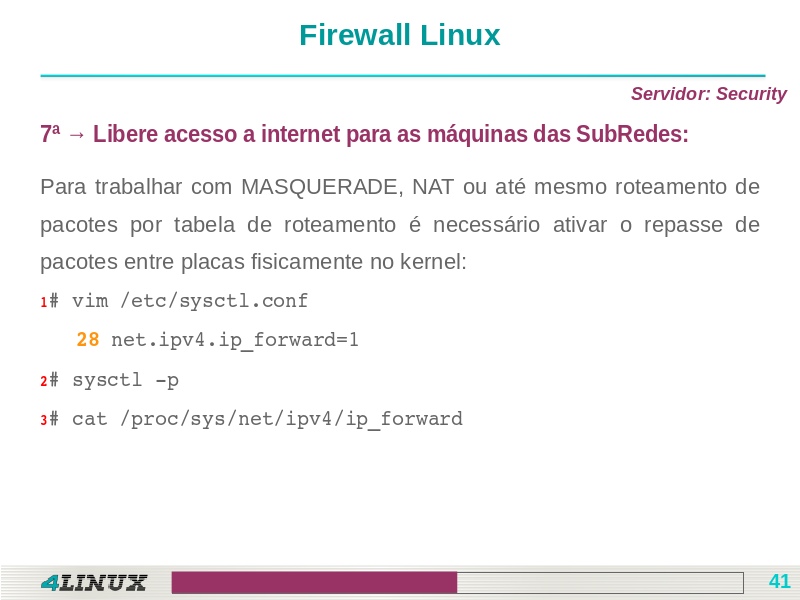 Firewall Linux
Servidor: Security
7ª → Libere acesso a internet para as máquinas das SubRedes:
Para trabalhar com MASQUERADE, NAT ou até mesmo roteamento de
pacotes por tabela de roteamento é necessário ativar o repasse de
pacotes entre placas fisicamente no kernel:
1# vim /etc/sysctl.conf
28 net.ipv4.ip_forward=1
2# sysctl -p
3# cat /proc/sys/net/ipv4/ip_forward
4LINUX
41